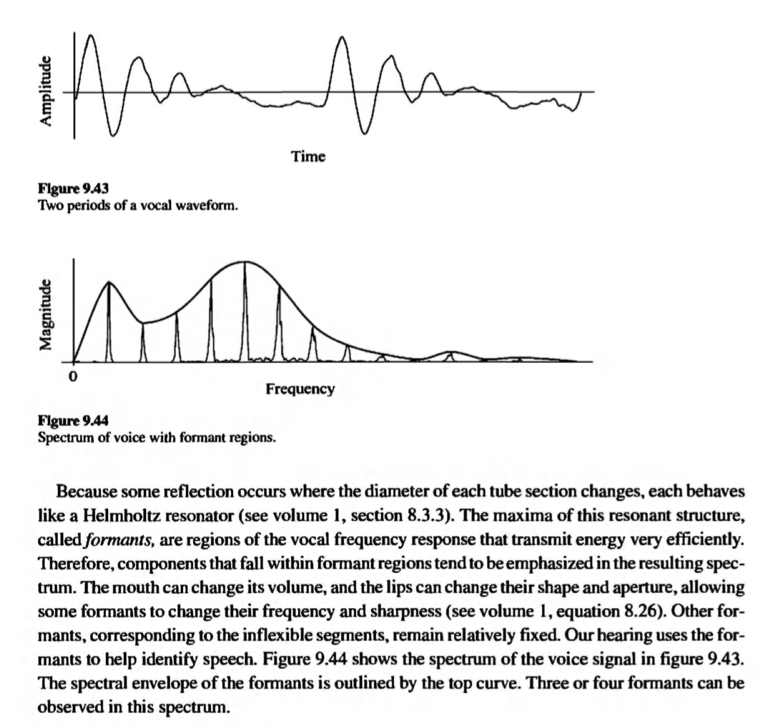 Amplitude
Time
Figure 9.43
Two periods of a vocal waveform.
Magnitude
0
Frequency
Figure 9.44
Spectrum of voice with formant regions.
Because some reflection occurs where the diameter of each tube section changes, each behaves
like a Helmholtz resonator (see volume 1, section 8.3.3). The maxima of this resonant structure,
called formants, are regions of the vocal frequency response that transmit energy very efficiently.
Therefore, components that fall within formant regions tend to be emphasized in the resulting spec-
trum. The mouth can change its volume, and the lips can change their shape and aperture, allowing
some formants to change their frequency and sharpness (see volume 1, equation 8.26). Other for-
mants, corresponding to the inflexible segments, remain relatively fixed. Our hearing uses the for-
mants to help identify speech. Figure 9.44 shows the spectrum of the voice signal in figure 9.43.
The spectral envelope of the formants is outlined by the top curve. Three or four formants can be
observed in this spectrum.